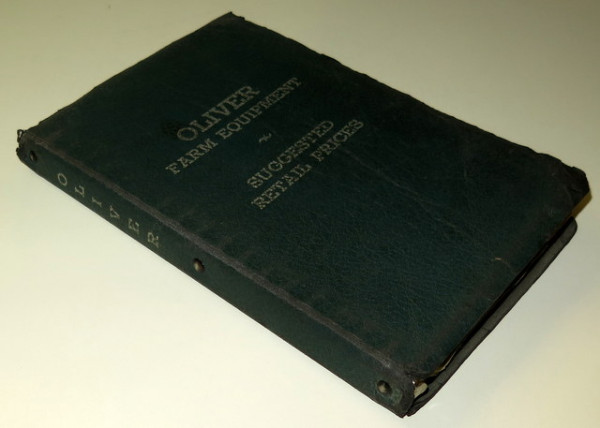 OLIVER
FARM EQUIPMENT
~
SUGGESTED
RETAIL PRICES
OLIVER